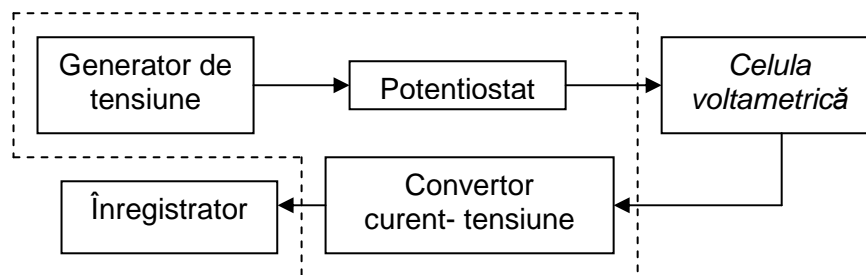 Generator de
tensiune
Potentiostat
Celula
voltametrică
Înregistrator
Convertor
curent- tensiune